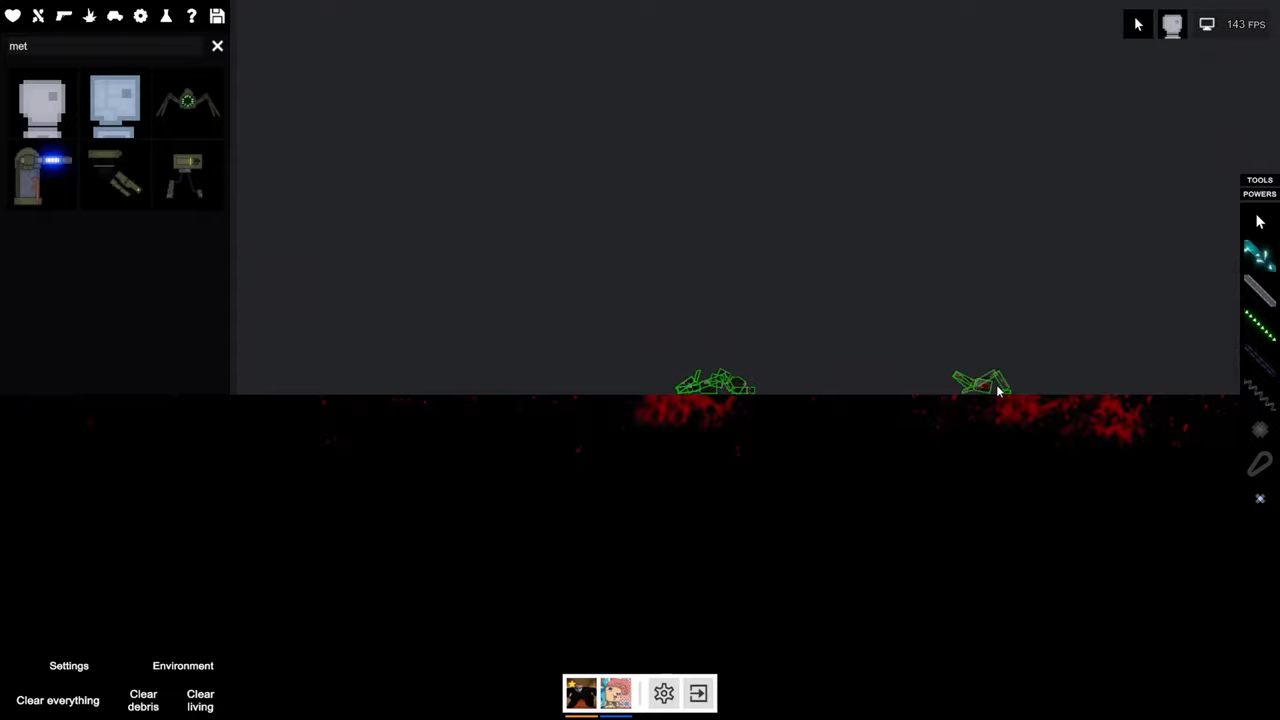 ?
143 FPS
met
TOOLS
POWERS
Settings
Environment
Clear everything
Clear
debris
Clear
living